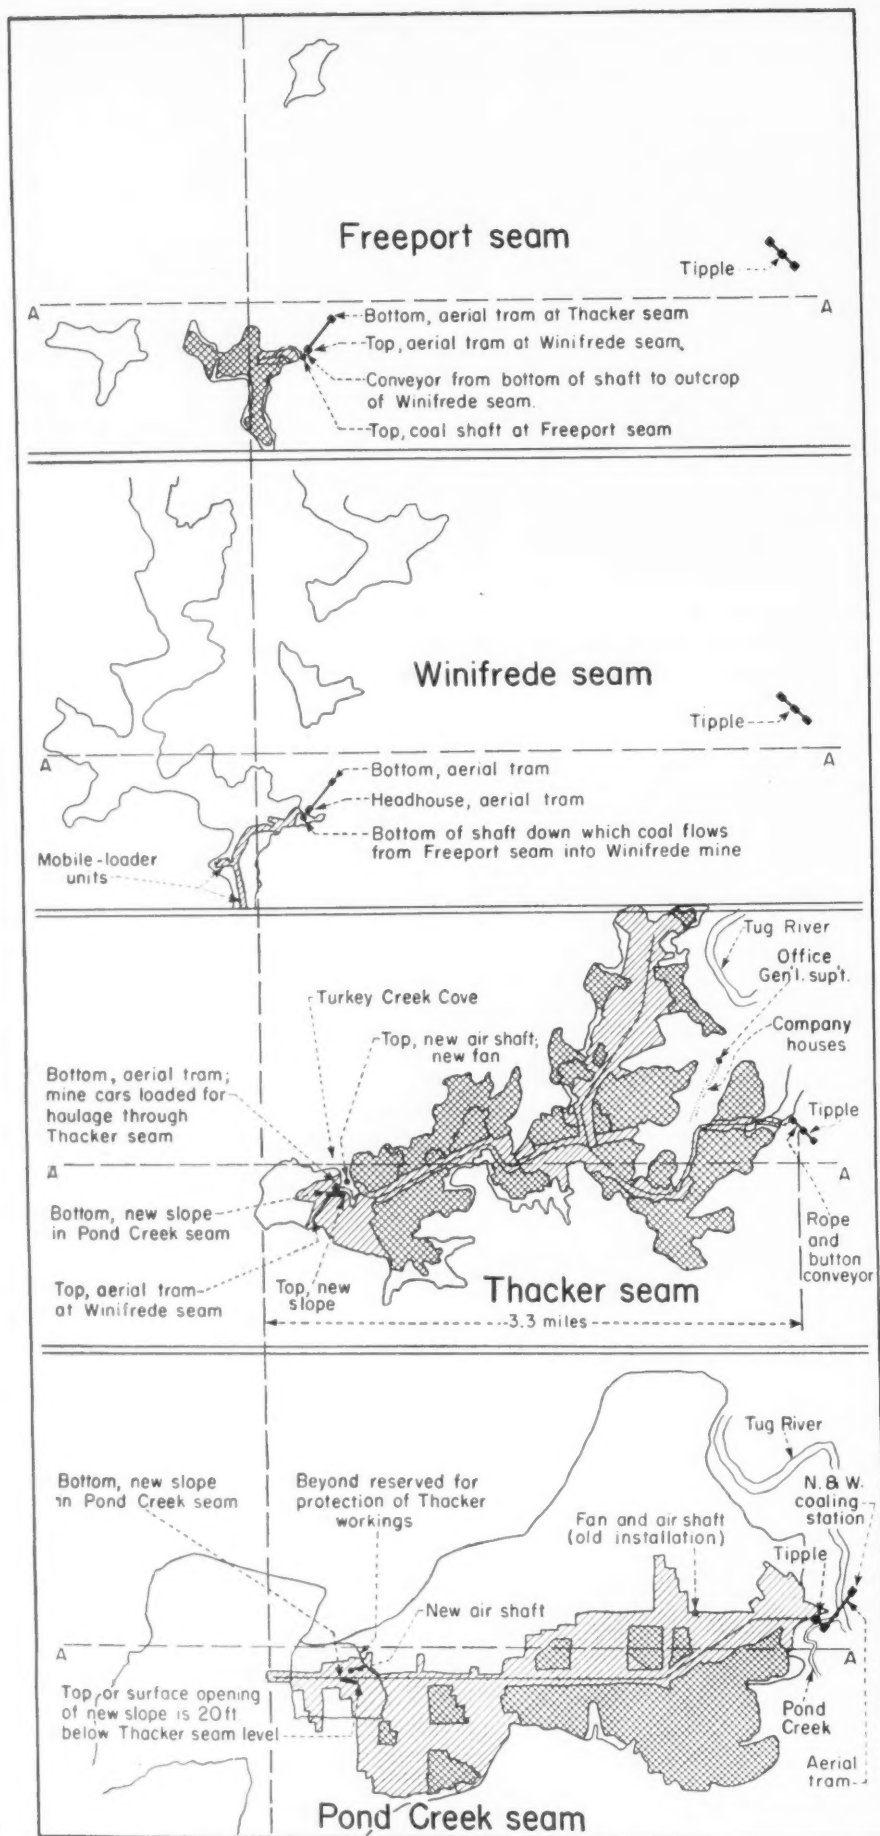 Freeport seam
Tipple
A
A
Bottom, aerial tram at Thacker seam
Top, aerial tram at Winifrede seam
Conveyor from bottom of shaft to outcrop
of Winifrede seam.
Top, coal shaft at Freeport seam
Winifrede seam
Tipple
A
A
Bottom, aerial tram
Headhouse, aerial tram
Bottom of shaft down which coal flows
from Freeport seam into Winifrede mine
Mobile-loader
units
Tug River
Office
Gen'l. sup't.
Turkey Creek Cove
Top, new air shaft;
new fan
Company
houses
Bottom, aerial tram;
mine cars loaded for
haulage through
Thacker seam
Tipple
A
A
Bottom, new slope
in Pond Creek seam
Rope
and
button
conveyor
Top, aerial tram
at Winifrede seam
Top, new
slope
Thacker seam
3.3 miles
Tug River
Bottom, new slope
in Pond Creek seam
Beyond reserved for
protection of Thacker
workings
N. & W.
coaling
station
Fan and air shaft
(old installation)
Tipple
New air shaft
A
A
Top or surface opening
of new slope is 20ft
below Thacker seam level
Pond
Creek
Aerial
tram
Pond Creek seam